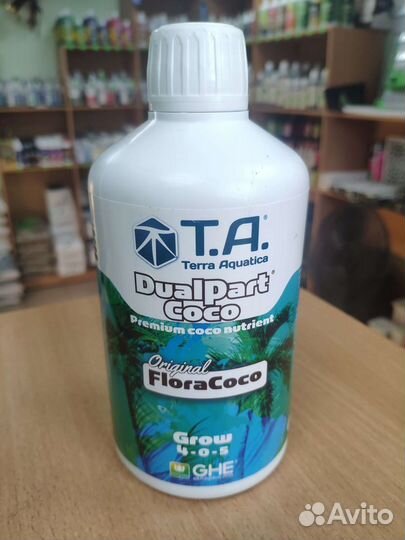 T.A.®
Terra Aquatica
DualPart®
Coco
Premium coco nutrient
Original
FloraCoco
Grow
4-0-5
GHE®
Avito